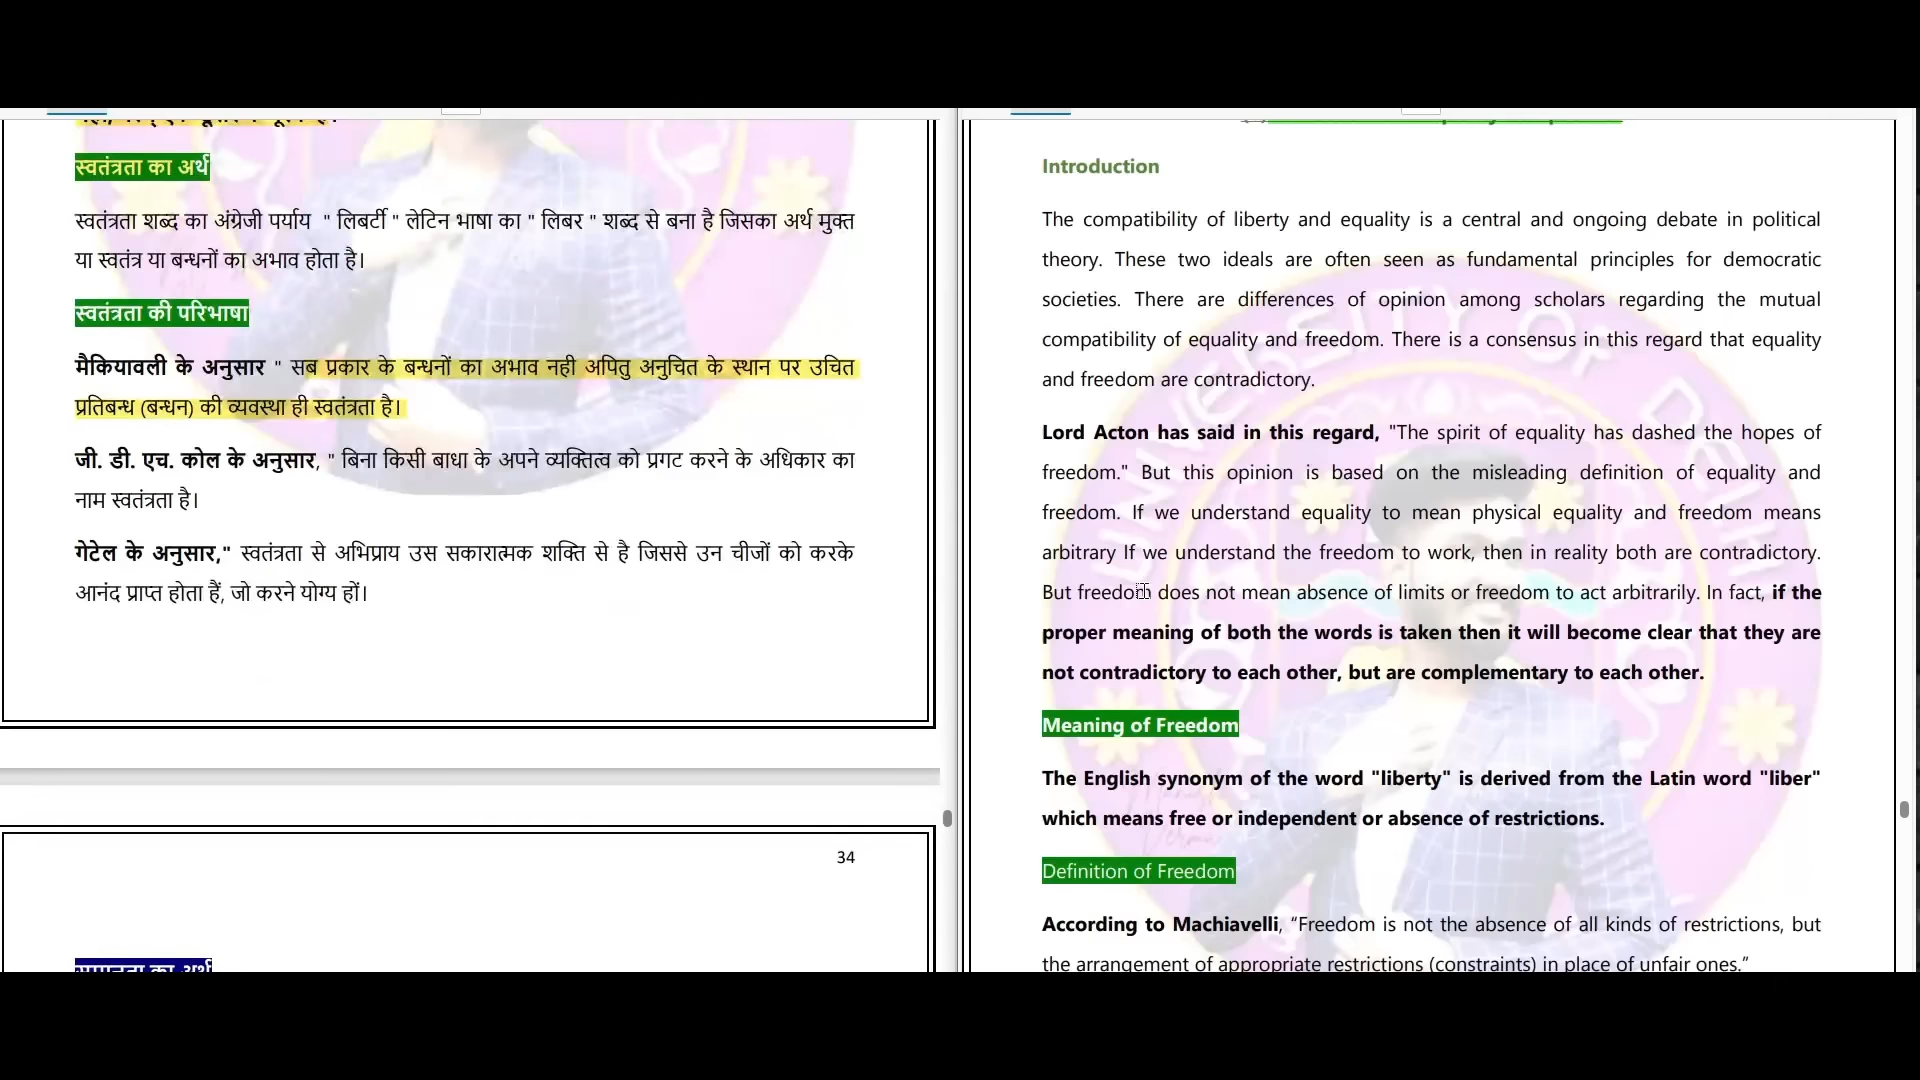 स्वतंत्रता का अर्थ
स्वतंत्रता शब्द का अंग्रेजी पर्याय " लिबर्टी " लेटिन भाषा का " लिबर " शब्द से बना है जिसका अर्थ मुक्त
या स्वतंत्र या बन्धनों का अभाव होता है।
स्वतंत्रता की परिभाषा
मैकियावली के अनुसार " सब प्रकार के बन्धनों का अभाव नही अपितु अनुचित के स्थान पर उचित
प्रतिबन्ध (बन्धन) की व्यवस्था ही स्वतंत्रता है।
जी. डी. एच. कोल के अनुसार, " बिना किसी बाधा के अपने व्यक्तित्व को प्रगट करने के अधिकार का
नाम स्वतंत्रता है।
गेटेल के अनुसार," स्वतंत्रता से अभिप्राय उस सकारात्मक शक्ति से है जिससे उन चीजों को करके
आनंद प्राप्त होता हैं, जो करने योग्य हों।
34
समानता का अर्थ
Introduction
The compatibility of liberty and equality is a central and ongoing debate in political
theory. These two ideals are often seen as fundamental principles for democratic
societies. There are differences of opinion among scholars regarding the mutual
compatibility of equality and freedom. There is a consensus in this regard that equality
and freedom are contradictory.
Lord Acton has said in this regard, "The spirit of equality has dashed the hopes of
freedom." But this opinion is based on the misleading definition of equality and
freedom. If we understand equality to mean physical equality and freedom means
arbitrary If we understand the freedom to work, then in reality both are contradictory.
But freedom does not mean absence of limits or freedom to act arbitrarily. In fact, if the
proper meaning of both the words is taken then it will become clear that they are
not contradictory to each other, but are complementary to each other.
Meaning of Freedom
The English synonym of the word "liberty" is derived from the Latin word "liber"
which means free or independent or absence of restrictions.
Definition of Freedom
According to Machiavelli, “Freedom is not the absence of all kinds of restrictions, but
the arrangement of appropriate restrictions (constraints) in place of unfair ones.”
UNIVERSITY OF DELHI